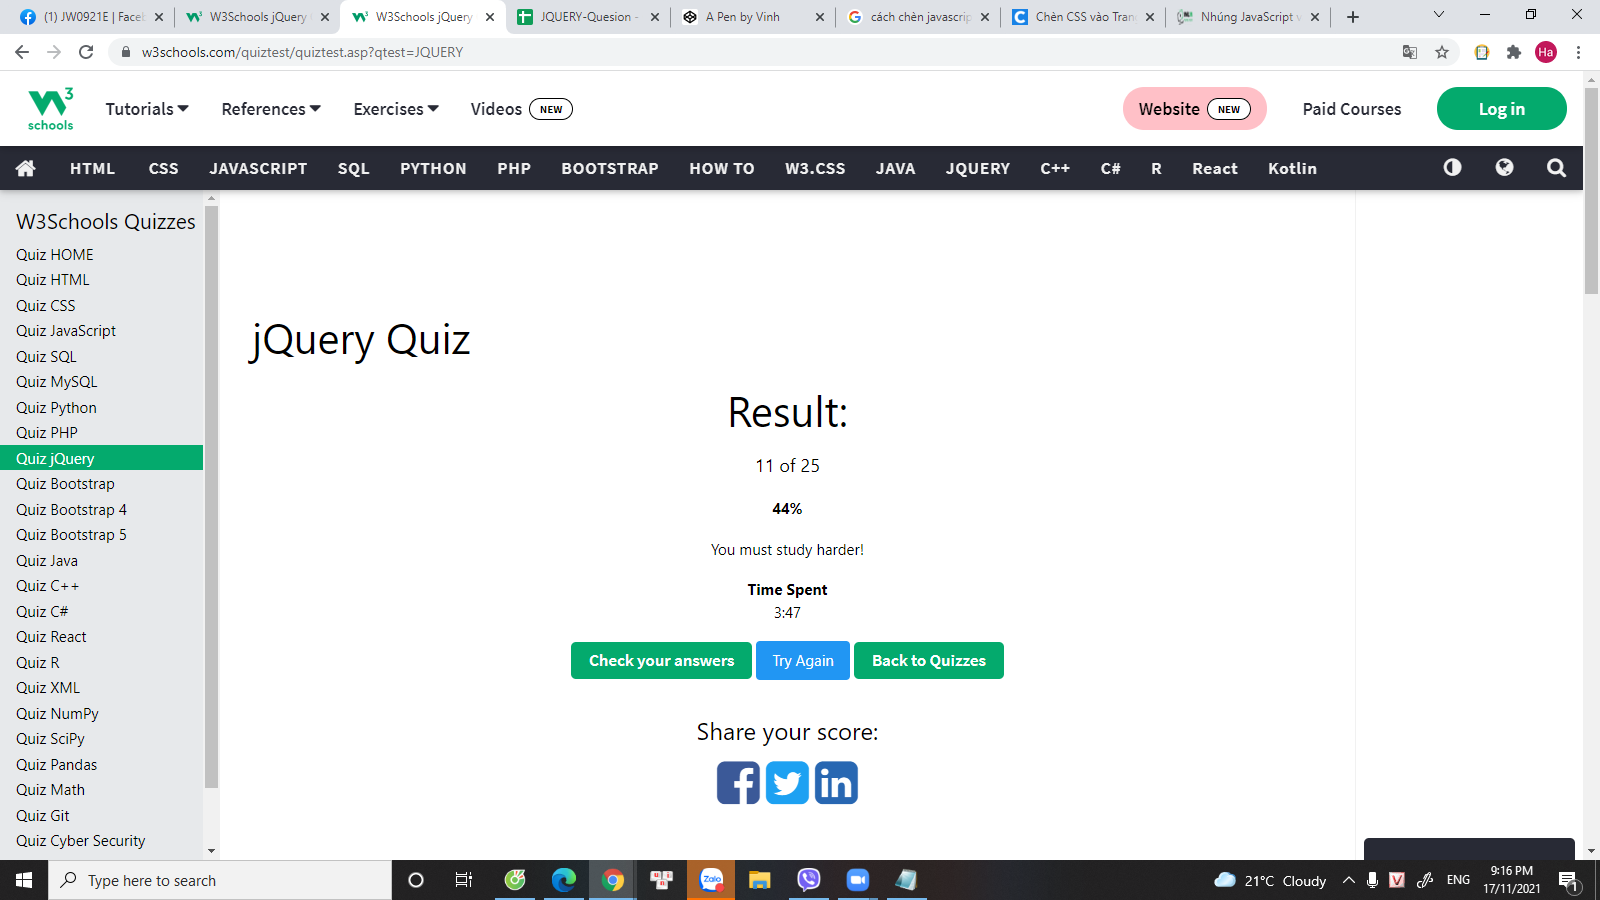 (1) JW0921E | Faceb
W3Schools jQuery
W3Schools jQuery
JQUERY-Quesion -
A Pen by Vinh
cách chèn javascrip
Chèn CSS vào Tran
Nhúng JavaScript v
w3schools.com/quiztest/quiztest.asp?qtest=JQUERY
Ha
3
schools
Tutorials
References
Exercises
Videos NEW
Website NEW
Paid Courses
Log in
HTML
CSS
JAVASCRIPT
SQL
PYTHON
PHP
BOOTSTRAP
HOW TO
W3.CSS
JAVA
JQUERY
C++
C#
R
React
Kotlin
W3Schools Quizzes
Quiz HOME
Quiz HTML
Quiz CSS
Quiz JavaScript
Quiz SQL
Quiz MySQL
Quiz Python
Quiz PHP
Quiz jQuery
Quiz Bootstrap
Quiz Bootstrap 4
Quiz Bootstrap 5
Quiz Java
Quiz C++
Quiz C#
Quiz React
Quiz R
Quiz XML
Quiz NumPy
Quiz SciPy
Quiz Pandas
Quiz Math
Quiz Git
Quiz Cyber Security
jQuery Quiz
Result:
11 of 25
44%
You must study harder!
Time Spent
3:47
Check your answers
Try Again
Back to Quizzes
Share your score:
Type here to search
Zalo
21°C Cloudy
V
ENG
9:16 PM
17/11/2021
1